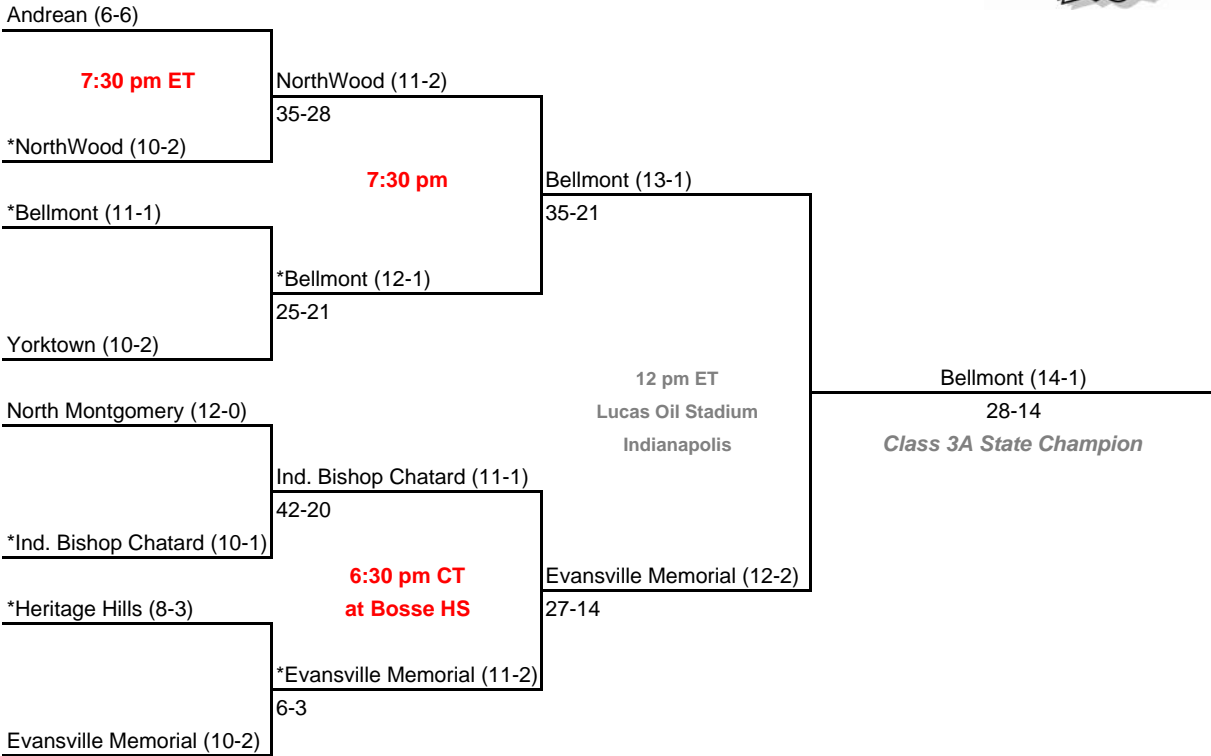 Andrean (6-6)
7:30 pm ET
NorthWood (11-2)
35-28
*NorthWood (10-2)
7:30 pm
Bellmont (13-1)
35-21
*Bellmont (11-1)
*Bellmont (12-1)
25-21
Yorktown (10-2)
12 pm ET
Lucas Oil Stadium
Indianapolis
Bellmont (14-1)
28-14
Class 3A State Champion
North Montgomery (12-0)
Ind. Bishop Chatard (11-1)
42-20
*Ind. Bishop Chatard (10-1)
6:30 pm CT
at Bosse HS
Evansville Memorial (12-2)
27-14
*Heritage Hills (8-3)
*Evansville Memorial (11-2)
6-3
Evansville Memorial (10-2)